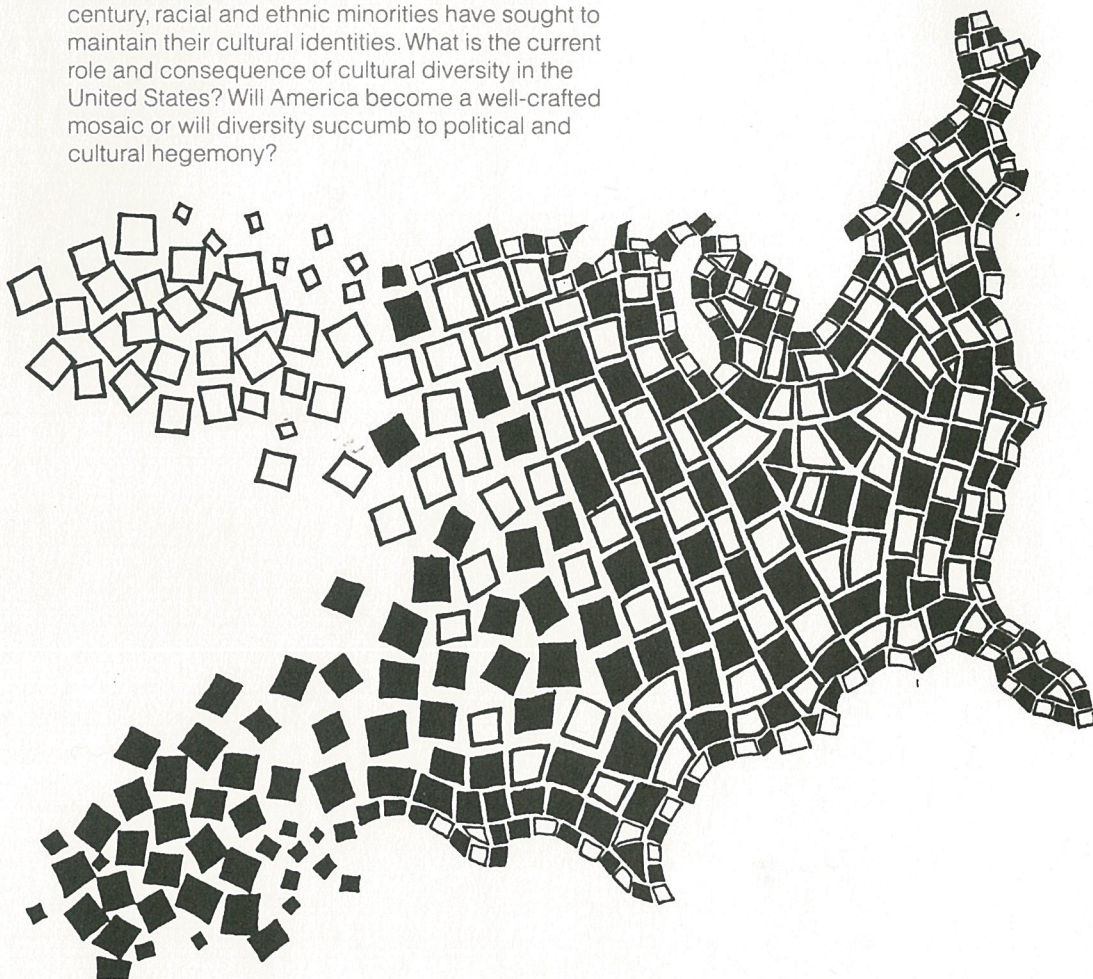 century, racial and ethnic minorities have sought to
maintain their cultural identities. What is the current
role and consequence of cultural diversity in the
United States? Will America become a well-crafted
mosaic or will diversity succumb to political and
cultural hegemony?